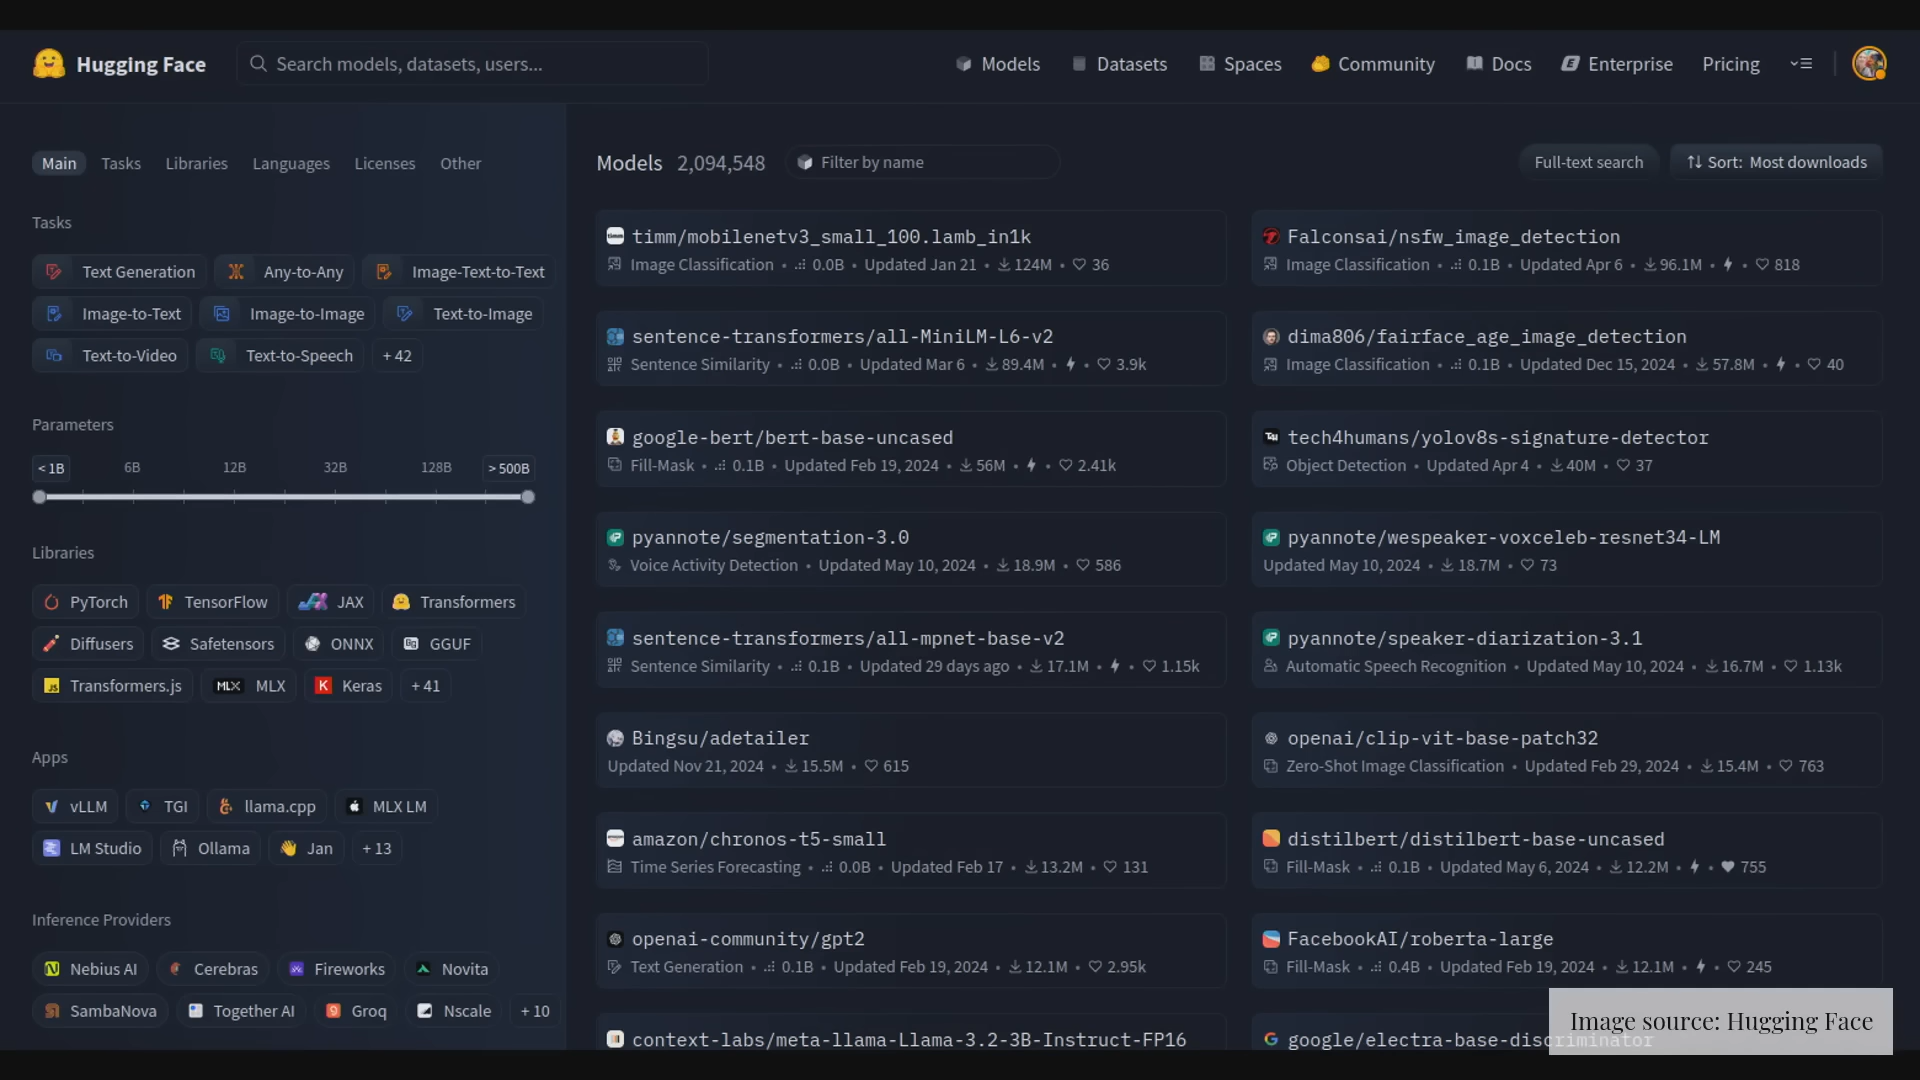 Hugging Face
Search models, datasets, users...
Models
Datasets
Spaces
Community
Docs
Enterprise
Pricing
Main Tasks Libraries Languages Licenses Other
Tasks
Text Generation Any-to-Any Image-Text-to-Text
Image-to-Text Image-to-Image Text-to-Image
Text-to-Video Text-to-Speech +42
Parameters
<1B 6B 12B 32B 128B >500B
Libraries
PyTorch TensorFlow JAX Transformers
Diffusers Safetensors ONNX GGUF
Transformers.js MLX MLX Keras +41
Apps
vLLM TGI llama.cpp MLX LM
LM Studio Ollama Jan +13
Inference Providers
Nebius AI Cerebras Fireworks Novita
SambaNova Together AI Groq Nscale +10
Models 2,094,548 Filter by name Full-text search Sort: Most downloads
timm/mobilenetv3_small_100.lamb_in1k
Image Classification • 0.0B • Updated Jan 21 • 124M • 36
Falconsai/nsfw_image_detection
Image Classification • 0.1B • Updated Apr 6 • 96.1M • • 818
sentence-transformers/all-MiniLM-L6-v2
Sentence Similarity • 0.0B • Updated Mar 6 • 89.4M • • 3.9k
dima806/fairface_age_image_detection
Image Classification • 0.1B • Updated Dec 15, 2024 • 57.8M • • 40
google-bert/bert-base-uncased
Fill-Mask • 0.1B • Updated Feb 19, 2024 • 56M • • 2.41k
tech4humans/yolov8s-signature-detector
Object Detection • Updated Apr 4 • 40M • 37
pyannote/segmentation-3.0
Voice Activity Detection • Updated May 10, 2024 • 18.9M • 586
pyannote/wespeaker-voxceleb-resnet34-LM
Updated May 10, 2024 • 18.7M • 73
sentence-transformers/all-mpnet-base-v2
Sentence Similarity • 0.1B • Updated 29 days ago • 17.1M • • 1.15k
pyannote/speaker-diarization-3.1
Automatic Speech Recognition • Updated May 10, 2024 • 16.7M • 1.13k
Bingsu/adetailer
Updated Nov 21, 2024 • 15.5M • 615
openai/clip-vit-base-patch32
Zero-Shot Image Classification • Updated Feb 29, 2024 • 15.4M • 763
amazon/chronos-t5-small
Time Series Forecasting • 0.0B • Updated Feb 17 • 13.2M • 131
distilbert/distilbert-base-uncased
Fill-Mask • 0.1B • Updated May 6, 2024 • 12.2M • • 755
openai-community/gpt2
Text Generation • 0.1B • Updated Feb 19, 2024 • 12.1M • 2.95k
FacebookAI/roberta-large
Fill-Mask • 0.4B • Updated Feb 19, 2024 • 12.1M • • 245
context-labs/meta-llama-Llama-3.2-3B-Instruct-FP16
google/electra-base-discriminator
Image source: Hugging Face